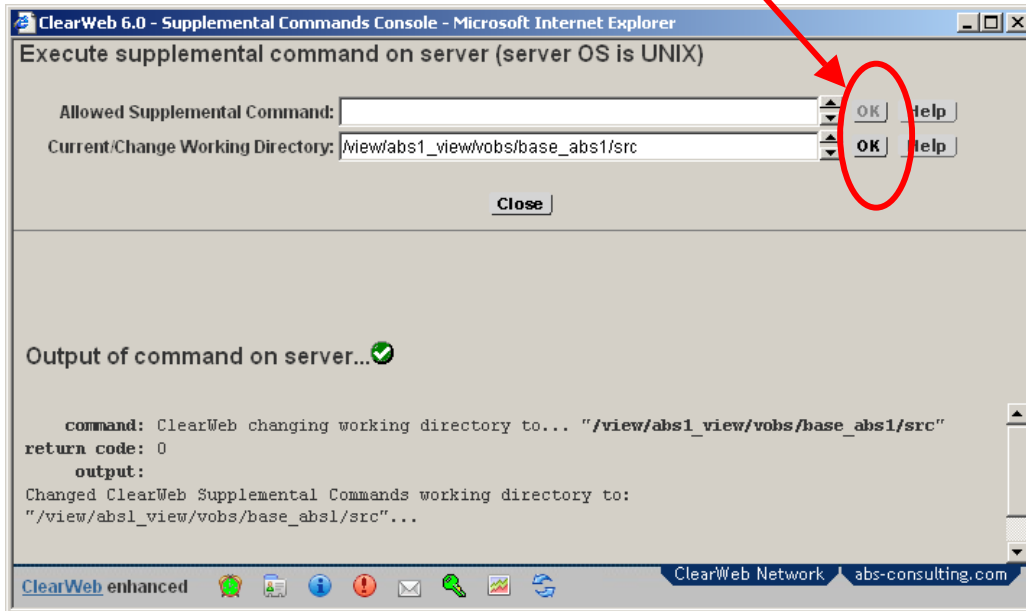 ClearWeb 6.0 - Supplemental Commands Console - Microsoft Internet Explorer
Execute supplemental command on server (server OS is UNIX)
Allowed Supplemental Command: OK Help
Current/Change Working Directory: /view/abs1_view/vobs/base_abs1/src OK Help
Close
Output of command on server...
command: ClearWeb changing working directory to... "/view/abs1_view/vobs/base_abs1/src"
return code: 0
output:
Changed ClearWeb Supplemental Commands working directory to:
"/view/abs1_view/vobs/base_abs1/src"...
ClearWeb enhanced ClearWeb Network abs-consulting.com